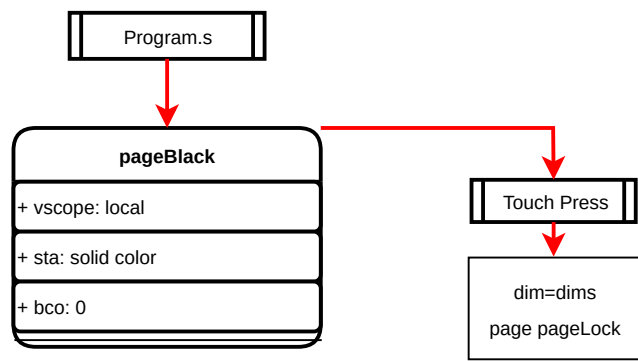 Program.s
pageBlack
+ vscope: local
+ sta: solid color
+ bco: 0
Touch Press
dim=dims
page pageLock